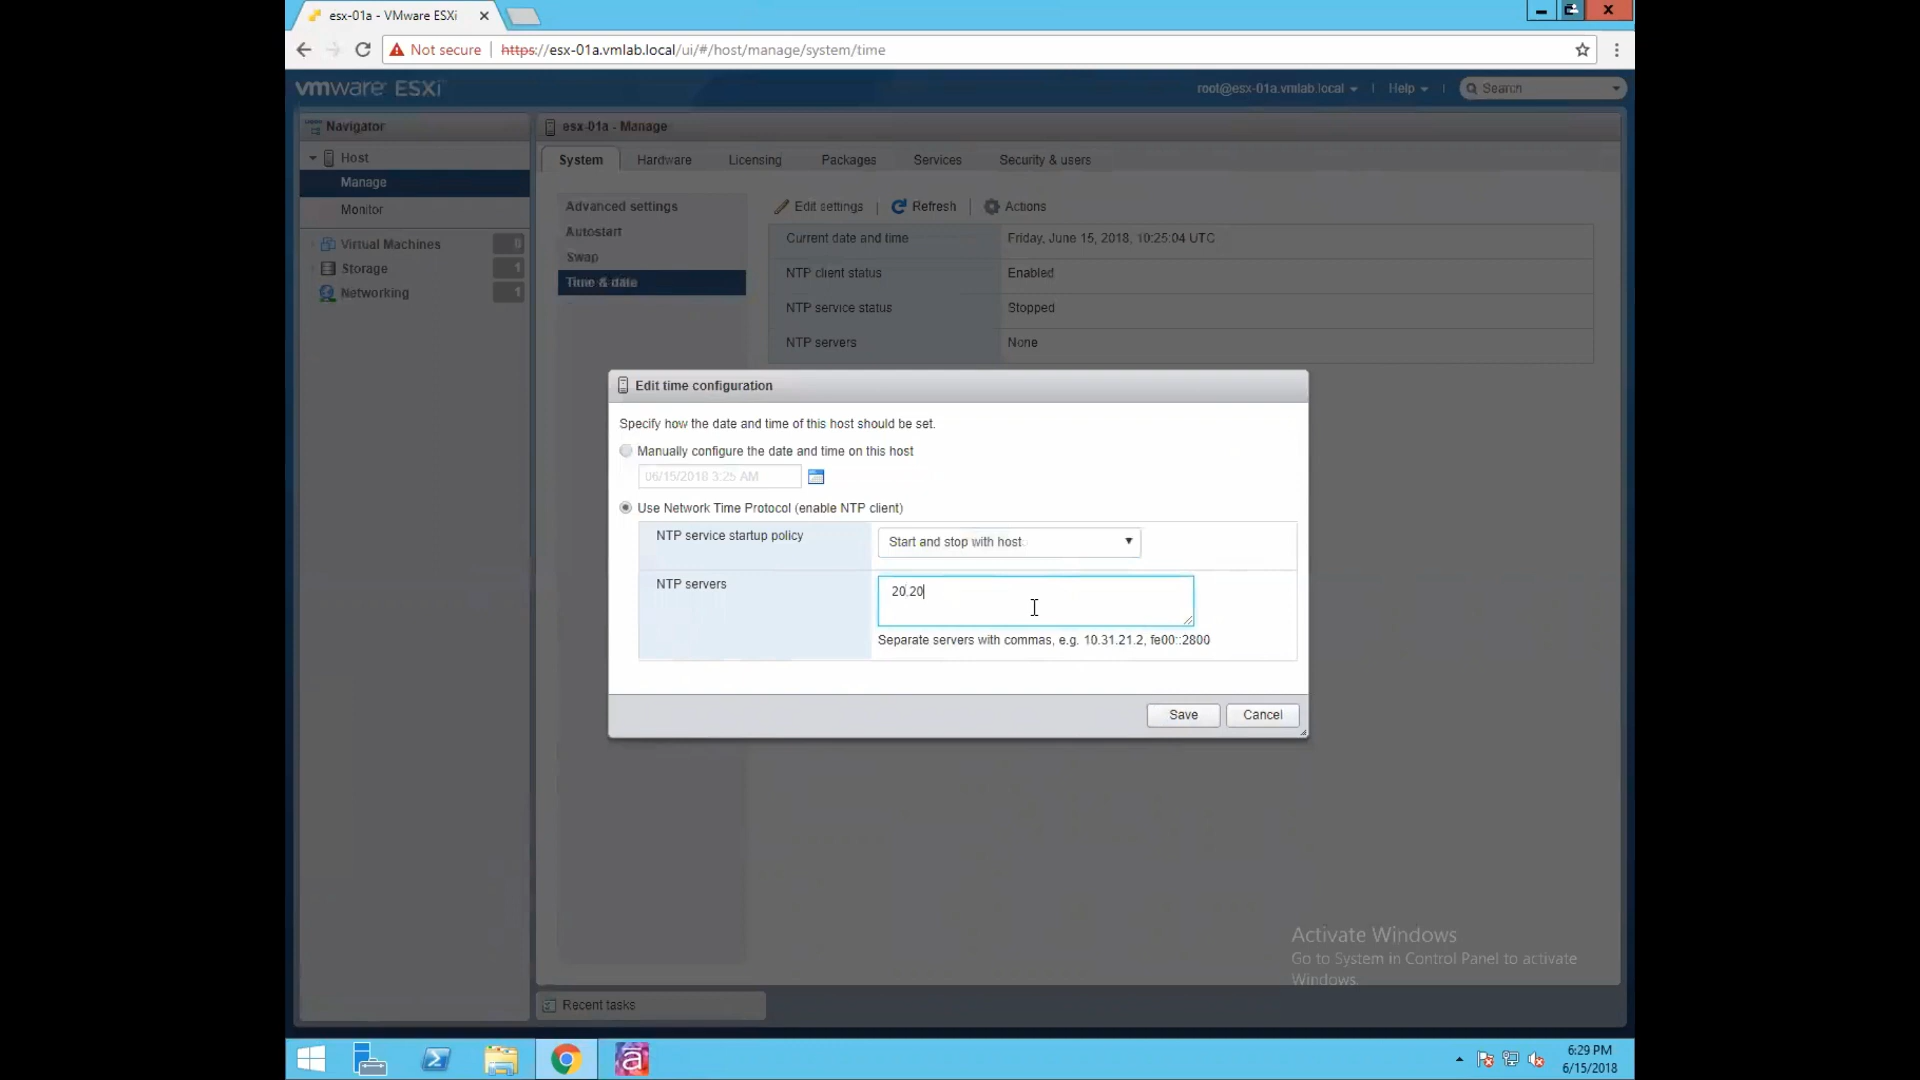 esx-01a - VMware ESXi
Not secure | https://esx-01a.vmlab.local/ui/#/host/manage/system/time
vmware ESXi
root@esx-01a.vmlab.local
Help
Search
Navigator
esx-01a - Manage
Host
Manage
Monitor
Virtual Machines 0
Storage 1
Networking 1
System Hardware Licensing Packages Services Security & users
Advanced settings
Autostart
Swap
Time & date
Edit settings | Refresh | Actions
Current date and time Friday, June 15, 2018, 10:25:04 UTC
NTP client status Enabled
NTP service status Stopped
NTP servers None
Edit time configuration
Specify how the date and time of this host should be set.
Manually configure the date and time on this host
06/15/2018 3:25 AM
Use Network Time Protocol (enable NTP client)
NTP service startup policy Start and stop with host
NTP servers 20.20
Separate servers with commas, e.g. 10.31.21.2, fe00::2800
Save Cancel
Activate Windows
Go to System in Control Panel to activate
Windows.
Recent tasks
6:29 PM
6/15/2018